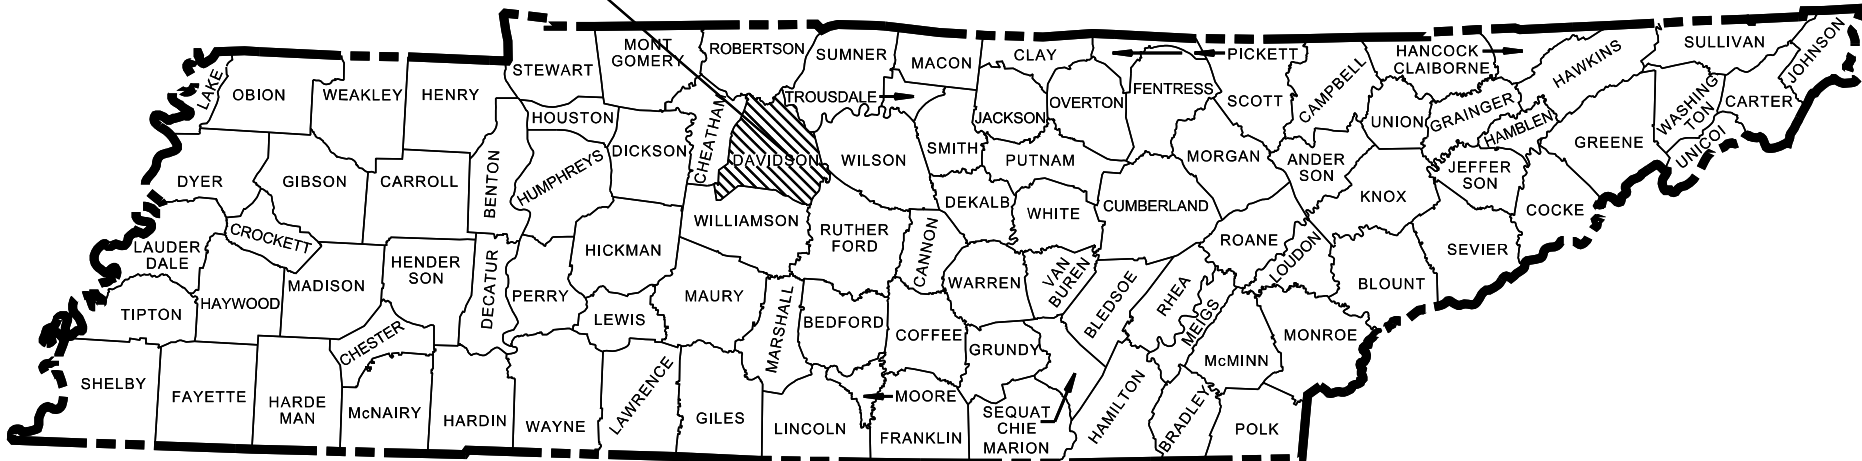 LAKE
OBION
WEAKLEY
HENRY
STEWART
MONT
GOMERY
ROBERTSON
SUMNER
MACON
CLAY
PICKETT
HANCOCK
CLAIBORNE
HAWKINS
SULLIVAN
JOHNSON
TROUSDALE
JACKSON
OVERTON
FENTRESS
SCOTT
CAMPBELL
UNION
GRAINGER
HAMBLEN
GREENE
WASHING
TON
UNICOI
CARTER
HOUSTON
DICKSON
CHEATHAM
DAVIDSON
WILSON
SMITH
PUTNAM
MORGAN
ANDER
SON
KNOX
JEFFER
SON
COCKE
DYER
GIBSON
CARROLL
BENTON
HUMPHREYS
WILLIAMSON
RUTHER
FORD
CANNON
DEKALB
WHITE
CUMBERLAND
ROANE
LOUDON
BLOUNT
SEVIER
LAUDER
DALE
CROCKETT
MADISON
HENDER
SON
DECATUR
PERRY
HICKMAN
LEWIS
MAURY
MARSHALL
BEDFORD
COFFEE
WARREN
VAN
BUREN
BLEDSOE
RHEA
MEIGS
MONROE
TIPTON
HAYWOOD
CHESTER
GRUNDY
McMINN
SHELBY
FAYETTE
HARDE
MAN
McNAIRY
HARDIN
WAYNE
LAWRENCE
GILES
LINCOLN
MOORE
FRANKLIN
SEQUAT
CHIE
MARION
HAMILTON
BRADLEY
POLK